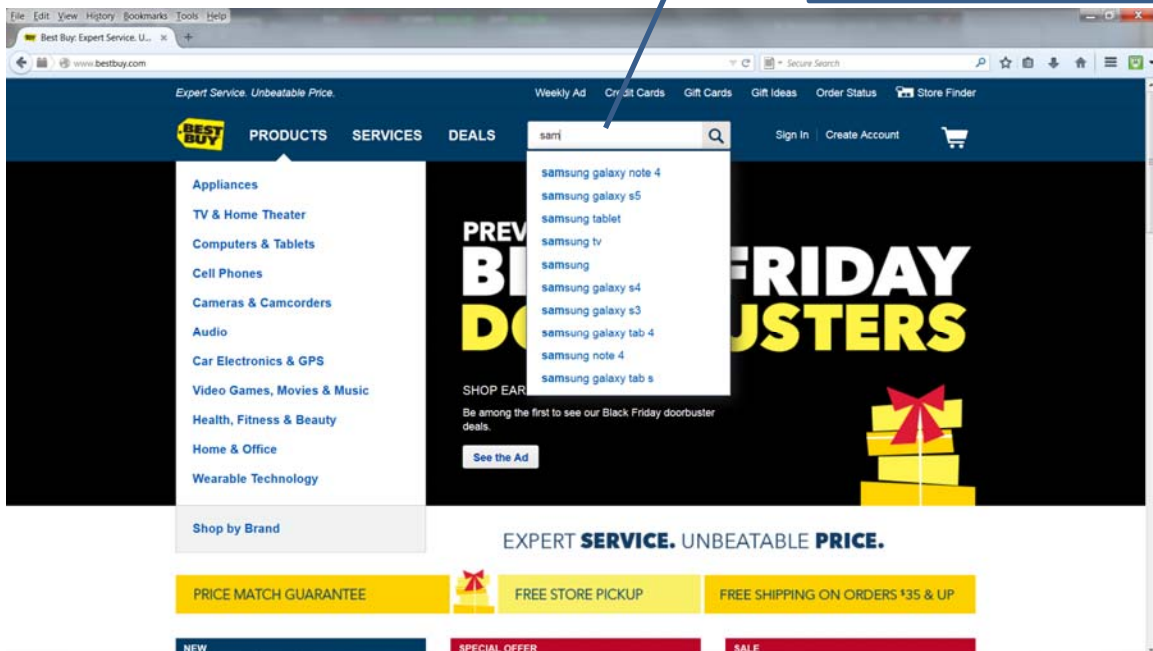 File Edit View History Bookmarks Tools Help
Best Buy: Expert Service. U... × +
www.bestbuy.com
Secure Search
Expert Service. Unbeatable Price.
Weekly Ad Credit Cards Gift Cards Gift Ideas Order Status Store Finder
BEST BUY
PRODUCTS SERVICES DEALS
sam
Sign In | Create Account
Appliances
TV & Home Theater
Computers & Tablets
Cell Phones
Cameras & Camcorders
Audio
Car Electronics & GPS
Video Games, Movies & Music
Health, Fitness & Beauty
Home & Office
Wearable Technology
Shop by Brand
samsung galaxy note 4
samsung galaxy s5
samsung tablet
samsung tv
samsung
samsung galaxy s4
samsung galaxy s3
samsung galaxy tab 4
samsung note 4
samsung galaxy tab s
PREV
BL FRIDAY
DO USTERS
SHOP EAR
Be among the first to see our Black Friday doorbuster
deals.
See the Ad
EXPERT SERVICE. UNBEATABLE PRICE.
PRICE MATCH GUARANTEE
FREE STORE PICKUP
FREE SHIPPING ON ORDERS $35 & UP
NEW
SPECIAL OFFER
SALE